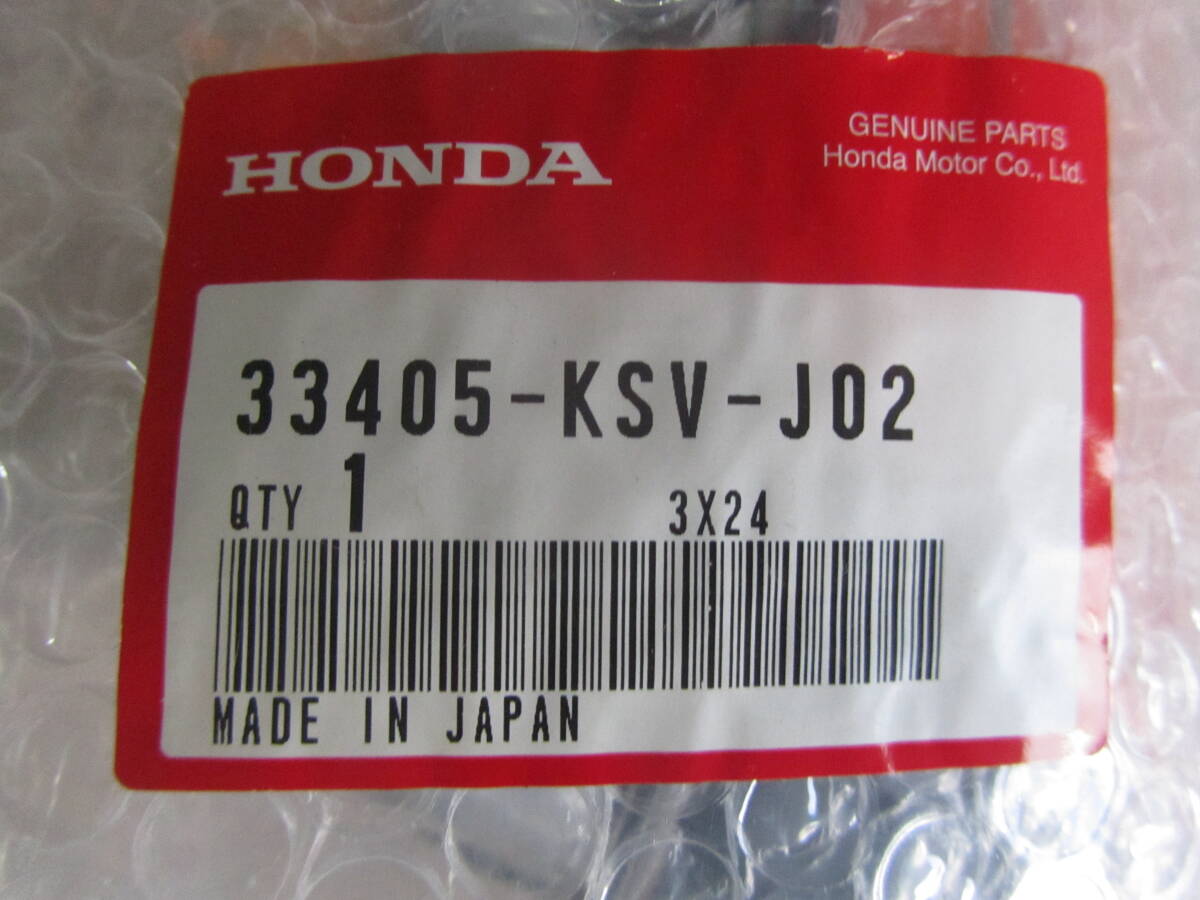 HONDA
GENUINE PARTS
Honda Motor Co., Ltd.
33405-KSV-J02
QTY 1 3X24
MADE IN JAPAN